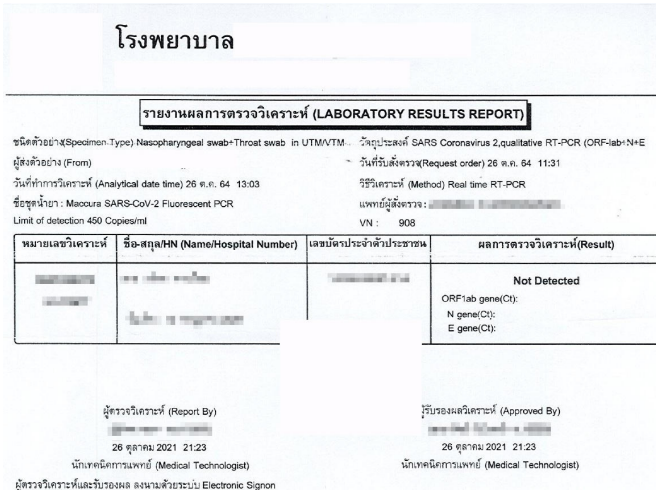 โรงพยาบาล
รายงานผลการตรวจวิเคราะห์ (LABORATORY RESULTS REPORT)
ชนิดตัวอย่าง(Specimen Type) Nasopharyngeal swab+Throat swab in UTM/VTM วัตถุประสงค์ SARS Coronavirus 2,qualitative RT-PCR (ORF-lab+N+E
ผู้ส่งตัวอย่าง (From) วันที่รับสั่งตรวจ(Request order) 26 ต.ค. 64 11:31
วันที่ทำการวิเคราะห์ (Analytical date time) 26 ต.ค. 64 13:03 วิธีวิเคราะห์ (Method) Real time RT-PCR
ชื่อชุดน้ำยา : Maccura SARS-CoV-2 Fluorescent PCR แพทย์ผู้สั่งตรวจ :
Limit of detection 450 Copies/ml VN : 908
หมายเลขวิเคราะห์ ชื่อ-สกุล/HN (Name/Hospital Number) เลขบัตรประจำตัวประชาชน ผลการตรวจวิเคราะห์(Result)
Not Detected
ORF1ab gene(Ct):
N gene(Ct):
E gene(Ct):
ผู้ตรวจวิเคราะห์ (Report By) ผู้รับรองผลวิเคราะห์ (Approved By)
26 ตุลาคม 2021 21:23 26 ตุลาคม 2021 21:23
นักเทคนิคการแพทย์ (Medical Technologist) นักเทคนิคการแพทย์ (Medical Technologist)
ผู้ตรวจวิเคราะห์และรับรองผล ลงนามด้วยระบบ Electronic Signon